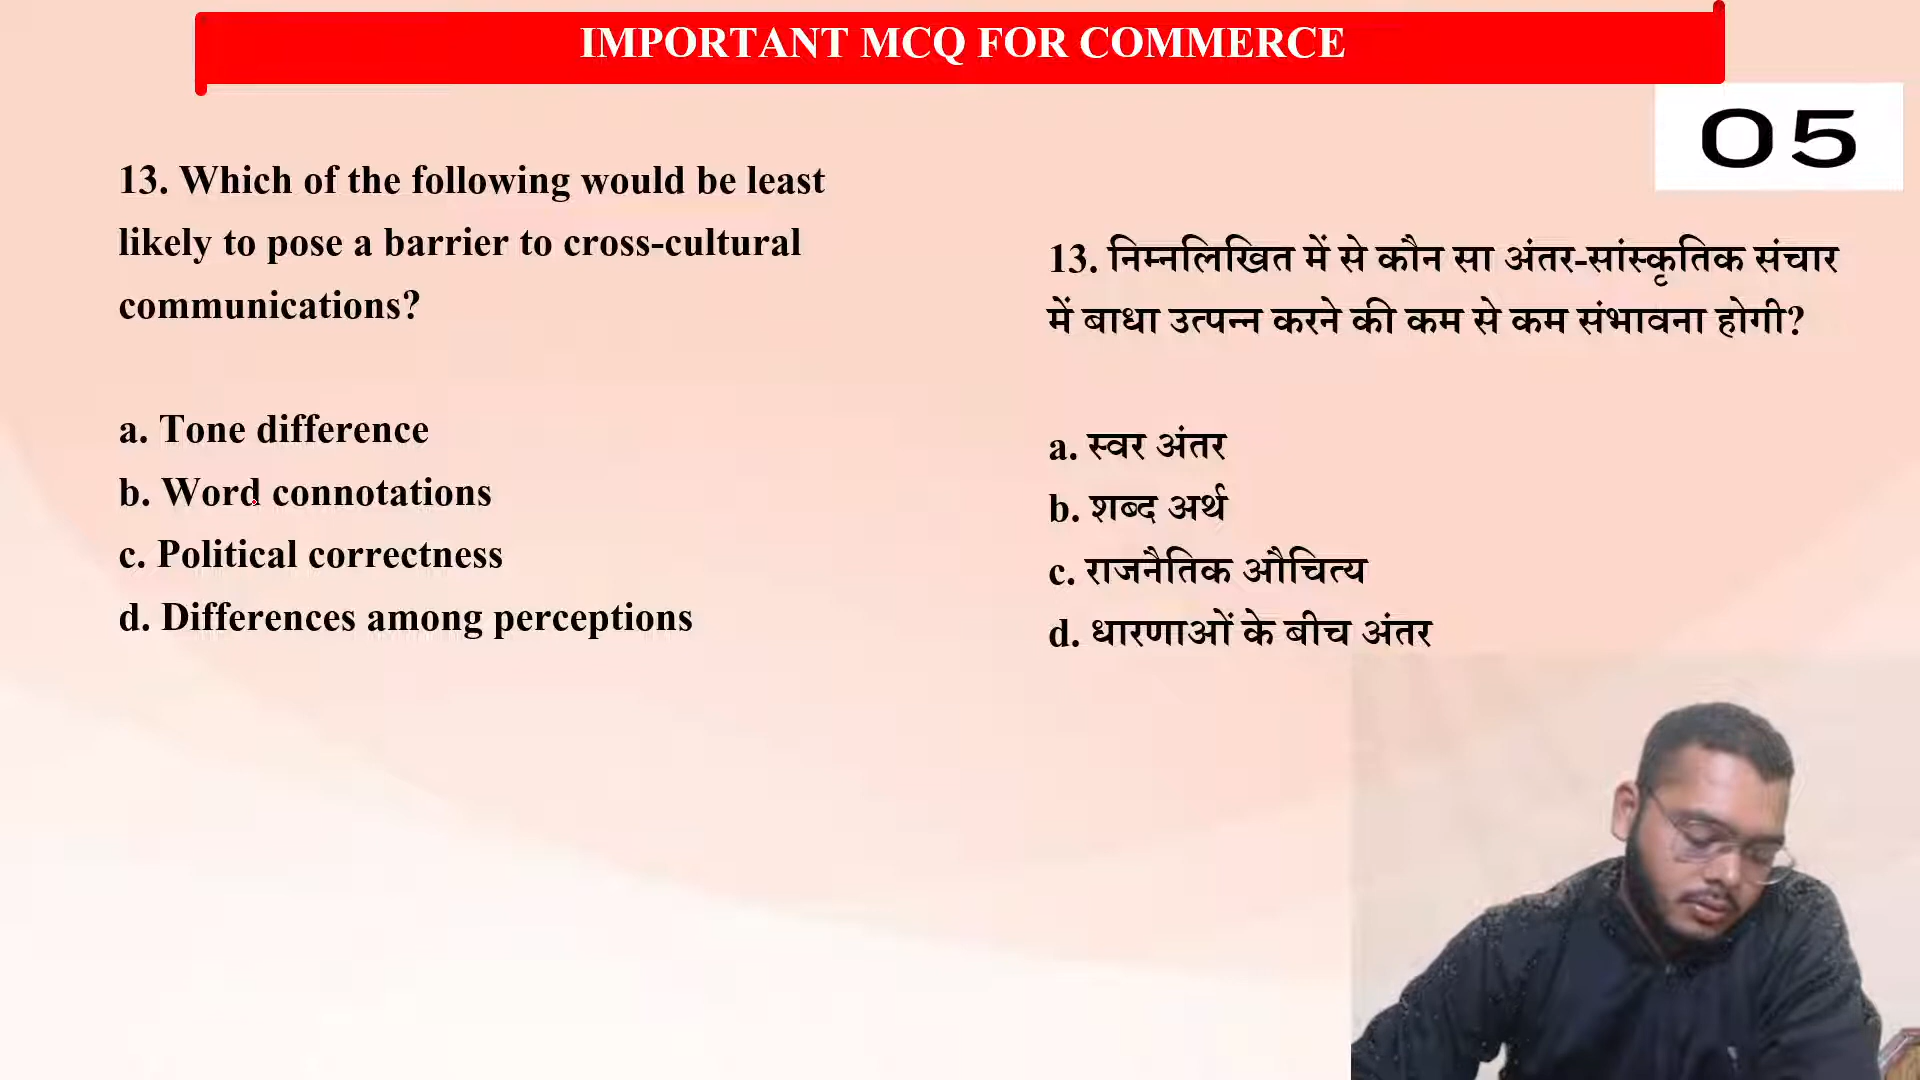 IMPORTANT MCQ FOR COMMERCE
05
13. Which of the following would be least
likely to pose a barrier to cross-cultural
communications?
a. Tone difference
b. Word connotations
c. Political correctness
d. Differences among perceptions
13. निम्नलिखित में से कौन सा अंतर-सांस्कृतिक संचार
में बाधा उत्पन्न करने की कम से कम संभावना होगी?
a. स्वर अंतर
b. शब्द अर्थ
c. राजनैतिक औचित्य
d. धारणाओं के बीच अंतर